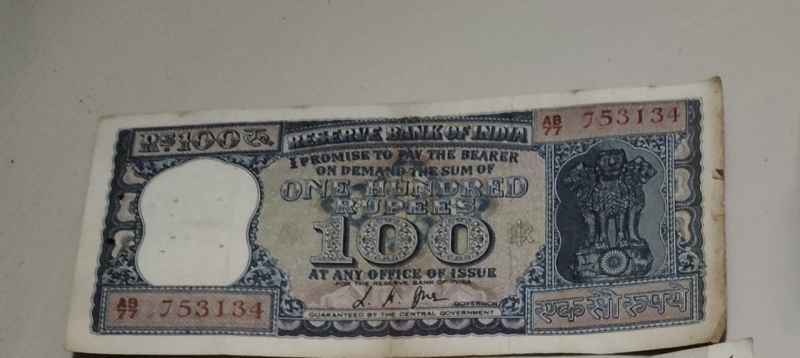 Rs 100 रु
RESERVE BANK OF INDIA
AB
77 753134
I PROMISE TO PAY THE BEARER
ON DEMAND THE SUM OF
ONE HUNDRED
RUPEES
100
AT ANY OFFICE OF ISSUE
FOR THE RESERVE BANK OF INDIA
GOVERNOR
GUARANTEED BY THE CENTRAL GOVERNMENT
AB
77 753134
एक सौ रुपये